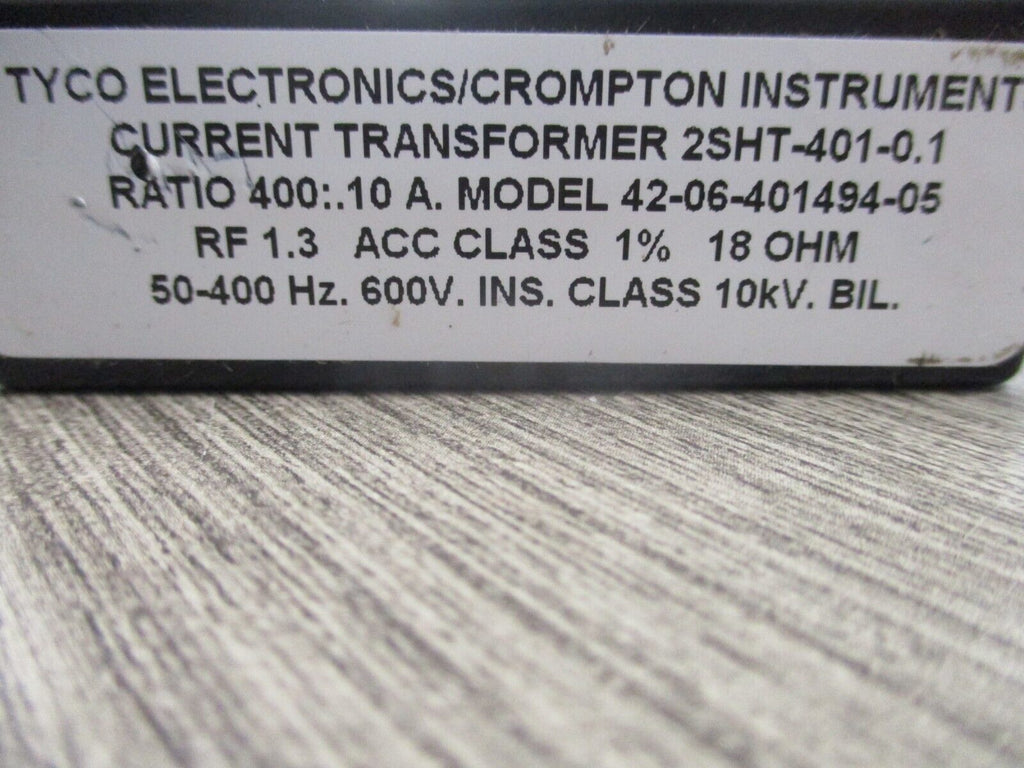 TYCO ELECTRONICS/CROMPTON INSTRUMENT
CURRENT TRANSFORMER 2SHT-401-0.1
RATIO 400:.10 A. MODEL 42-06-401494-05
RF 1.3 ACC CLASS 1% 18 OHM
50-400 Hz. 600V. INS. CLASS 10kV. BIL.